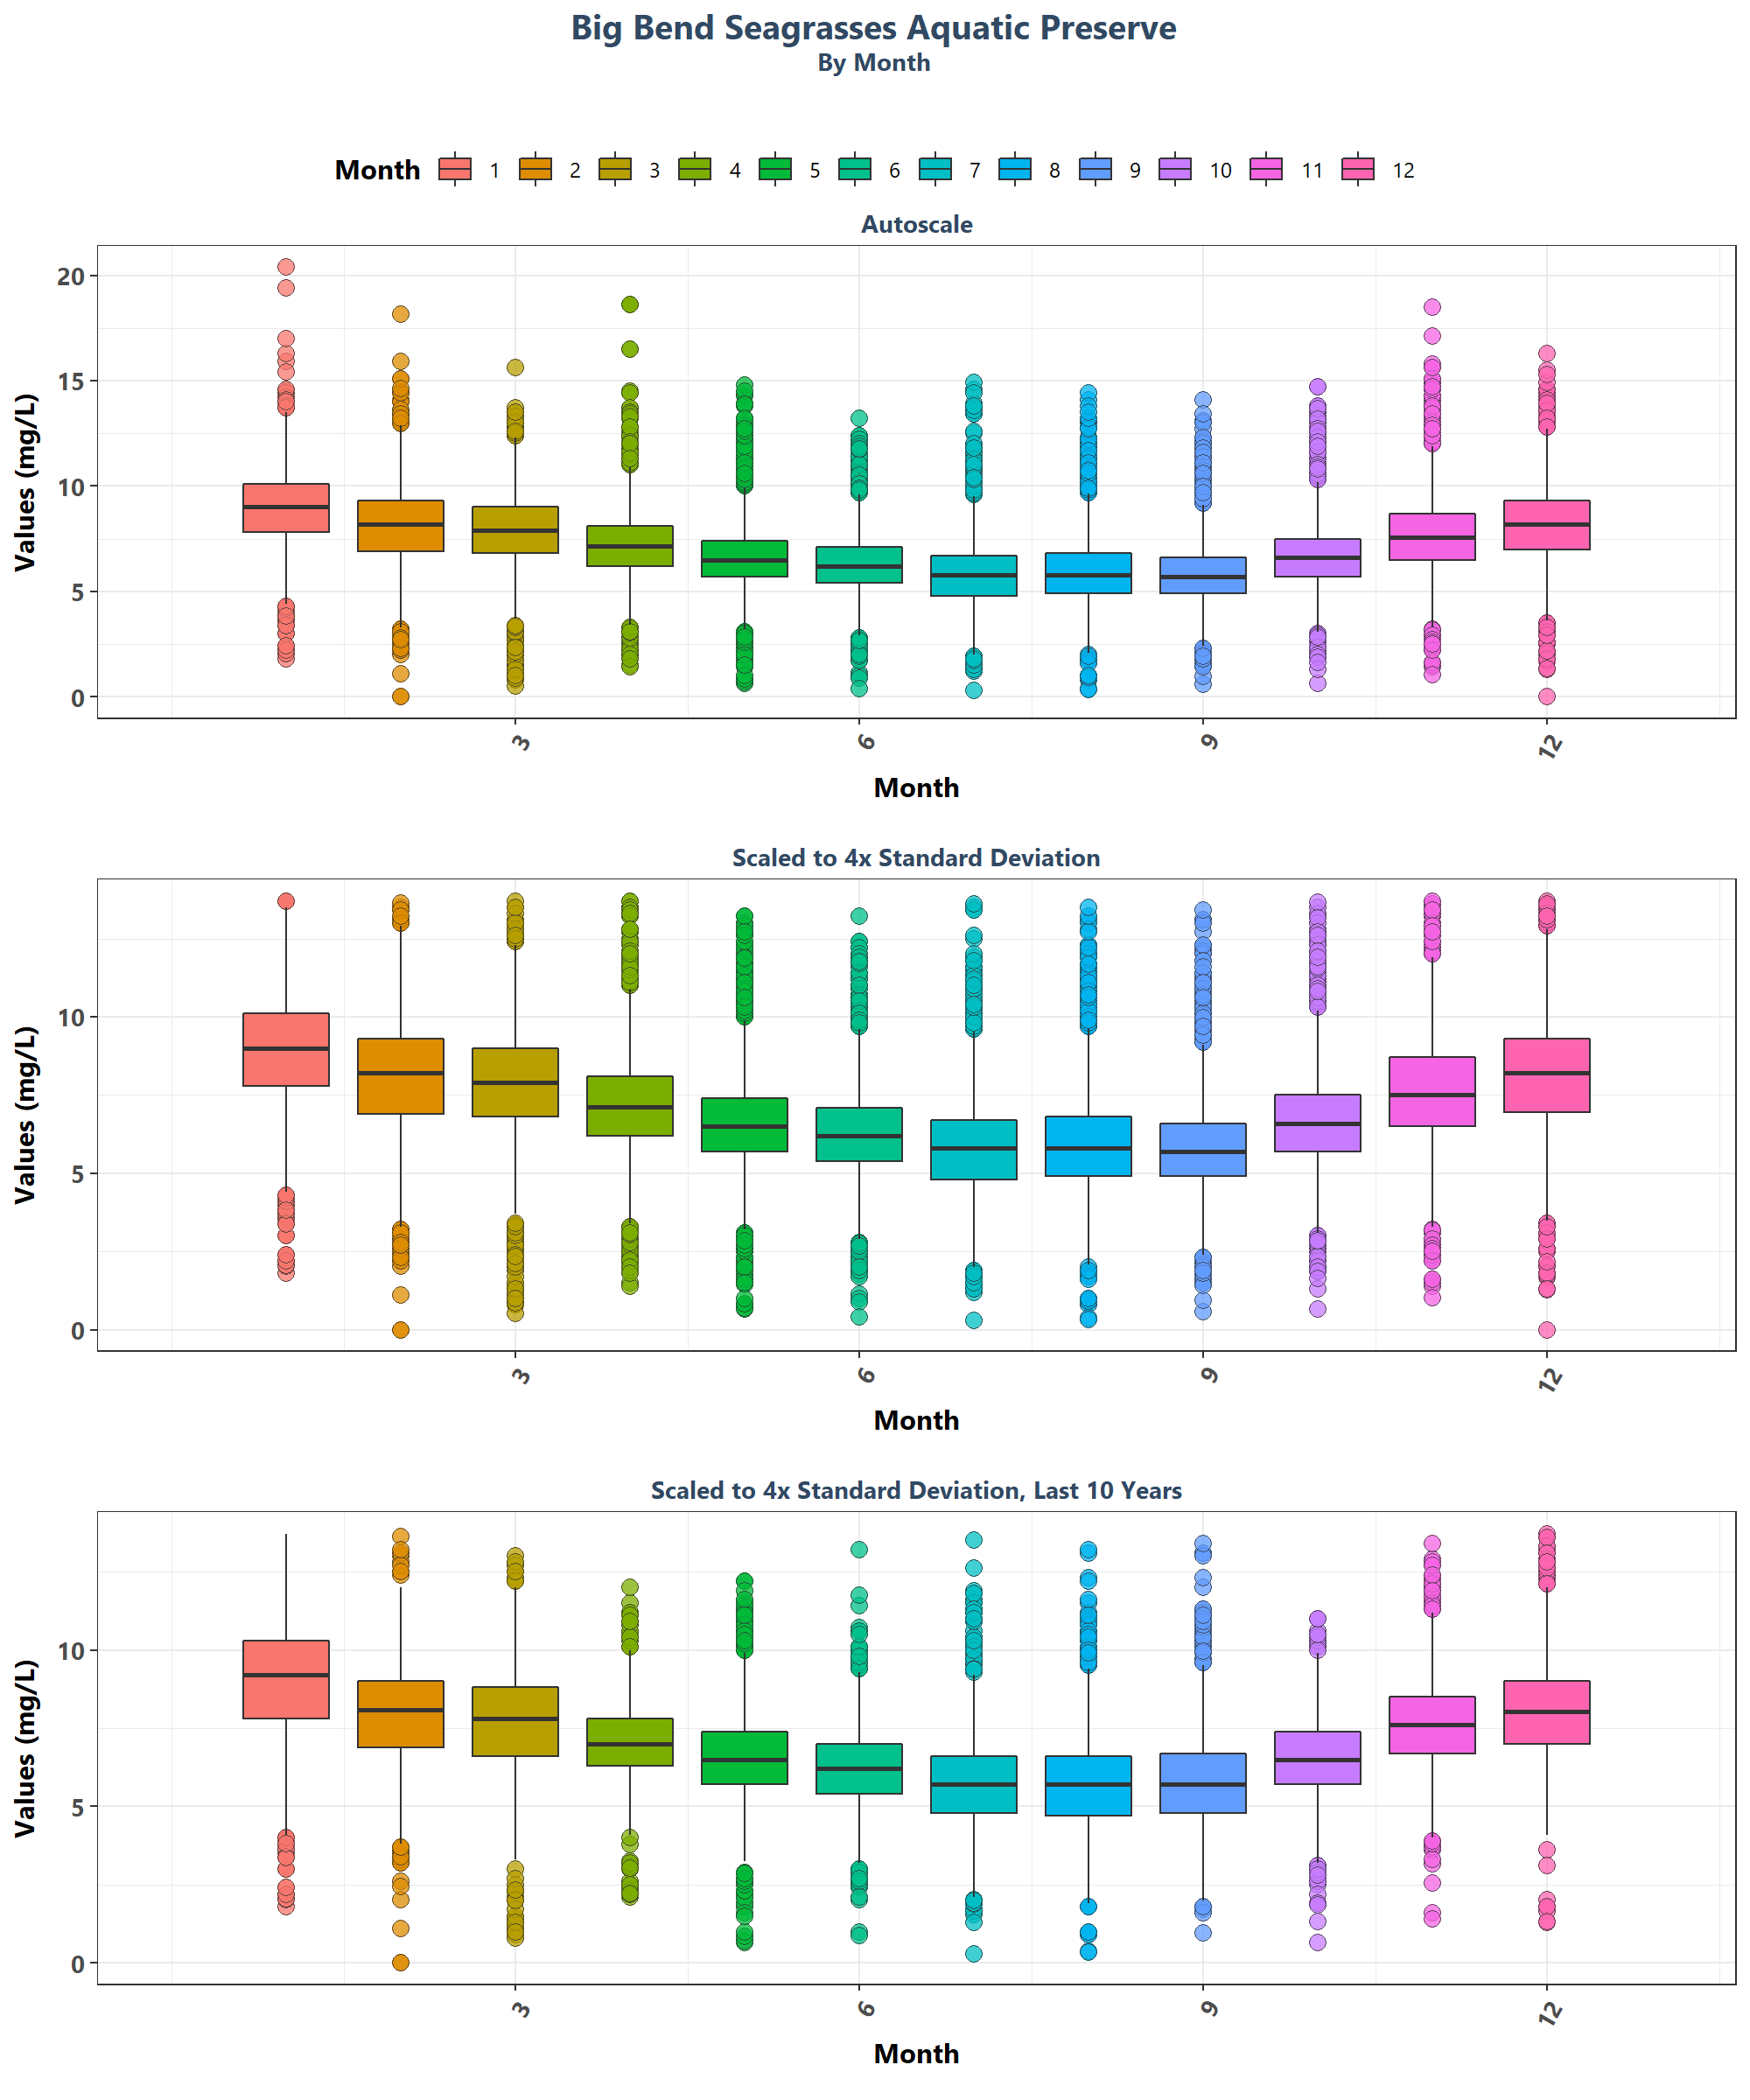 Big Bend Seagrasses Aquatic Preserve
By Month
Month 1 2 3 4 5 6 7 8 9 10 11 12
Autoscale
Values (mg/L)
20
15
10
5
0
3 6 9 12
Month
Scaled to 4x Standard Deviation
Values (mg/L)
10
5
0
3 6 9 12
Month
Scaled to 4x Standard Deviation, Last 10 Years
Values (mg/L)
10
5
0
3 6 9 12
Month